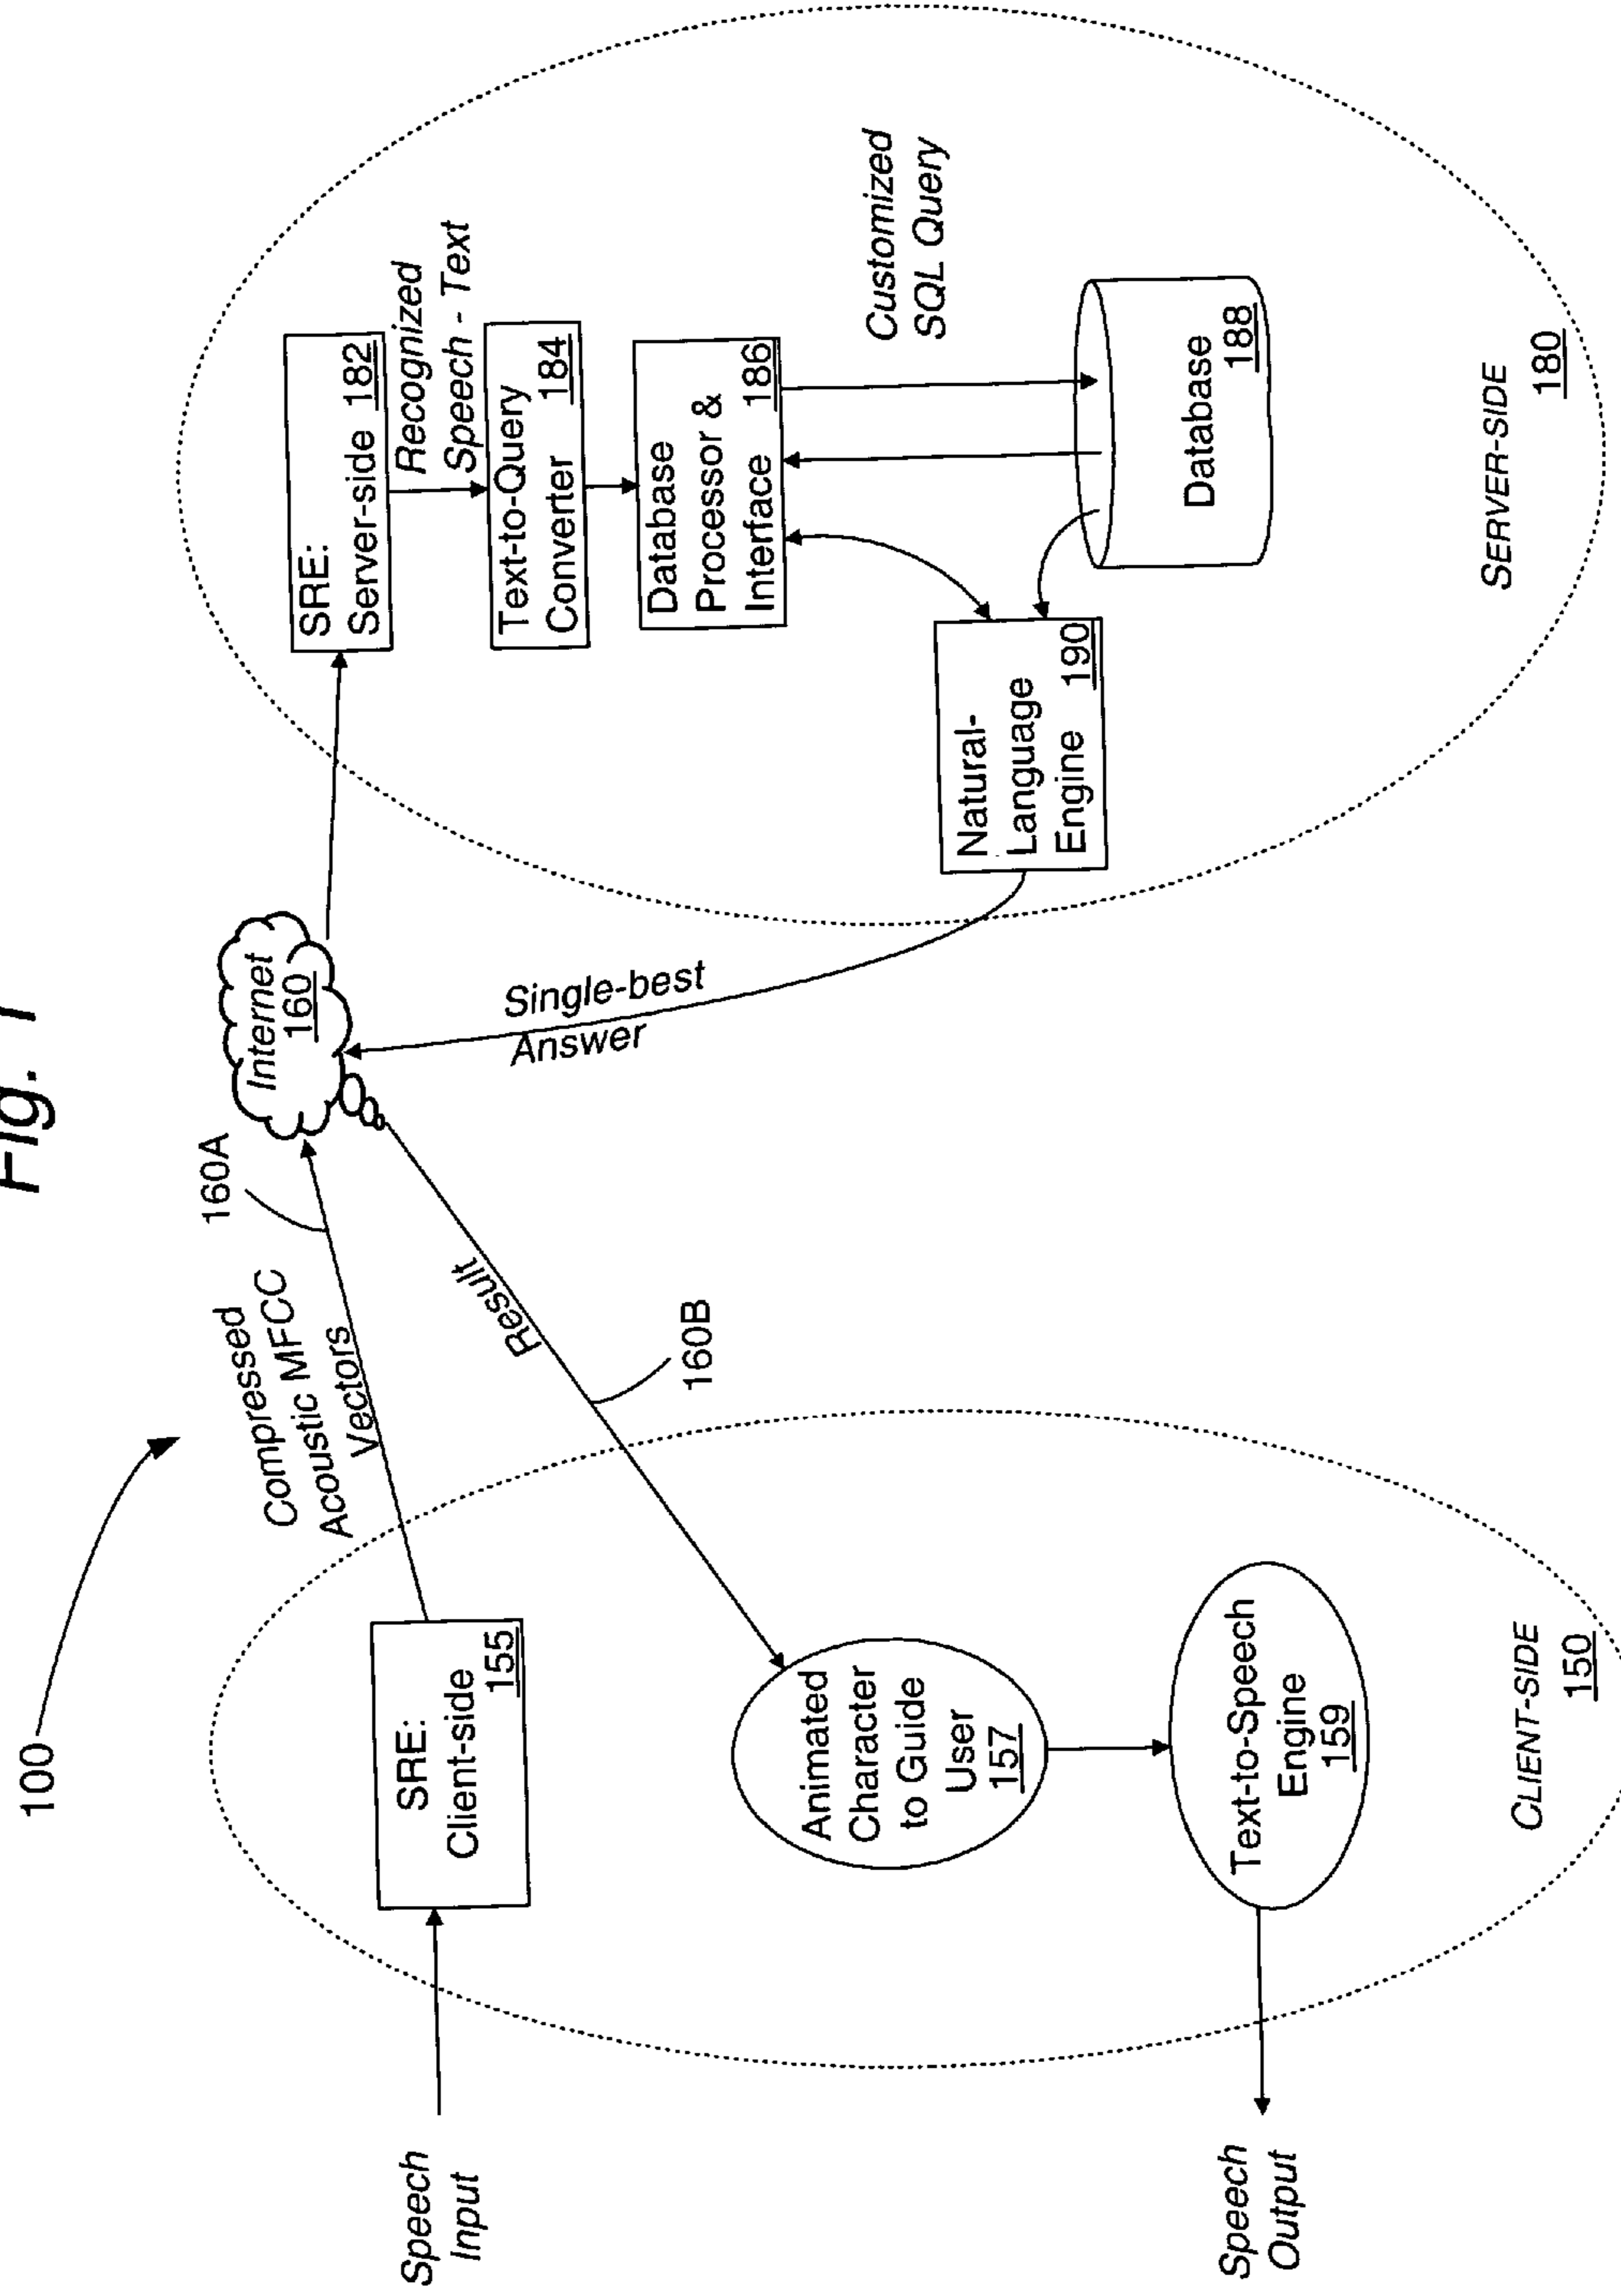 Fig. 1
100
Speech
Input
SRE:
Client-side
155
Compressed
Acoustic MFCC
Vectors
160A
Internet
160
Result
160B
Animated
Character
to Guide
User
157
Text-to-Speech
Engine
159
Speech
Output
CLIENT-SIDE
150
Single-best
Answer
SRE:
Server-side 182
Recognized
Speech - Text
Text-to-Query
Converter 184
Database
Processor &
Interface 186
Customized
SQL Query
Natural-
Language
Engine 190
Database
188
SERVER-SIDE
180